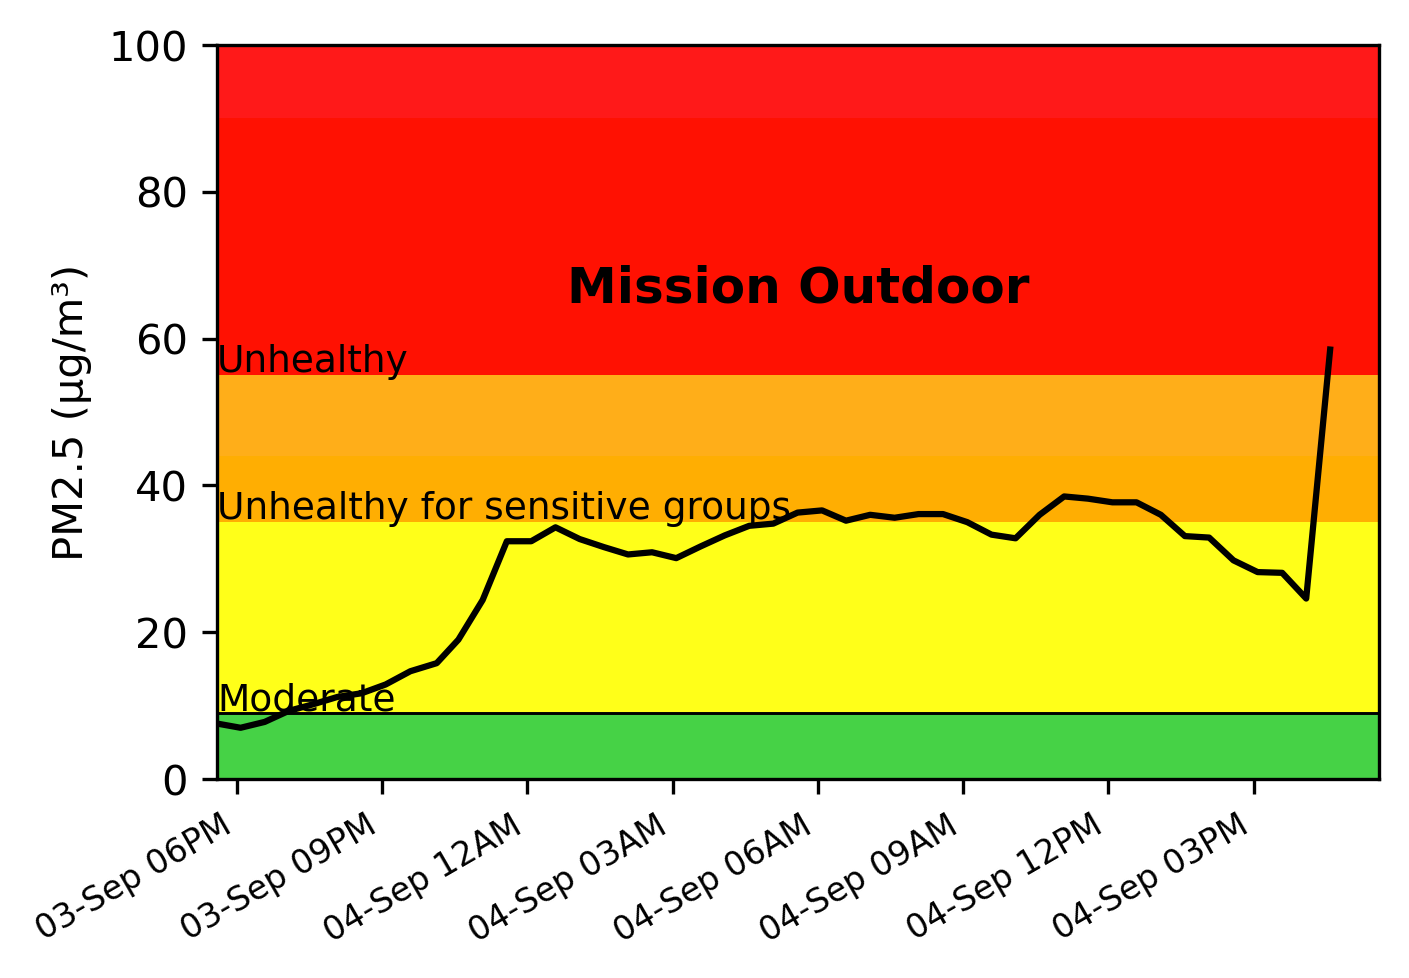 100
80
60
40
20
0
PM2.5 (µg/m³)
Mission Outdoor
Unhealthy
Unhealthy for sensitive groups
Moderate
03-Sep 06PM
03-Sep 09PM
04-Sep 12AM
04-Sep 03AM
04-Sep 06AM
04-Sep 09AM
04-Sep 12PM
04-Sep 03PM